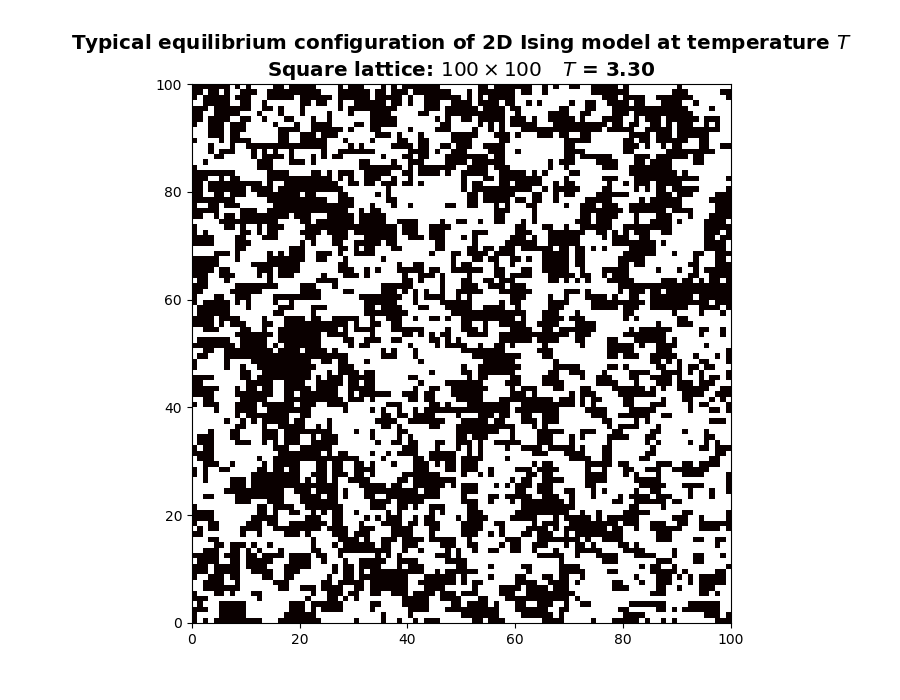 Typical equilibrium configuration of 2D Ising model at temperature T
Square lattice: 100 × 100 T = 3.30
100
80
60
40
20
0
0 20 40 60 80 100